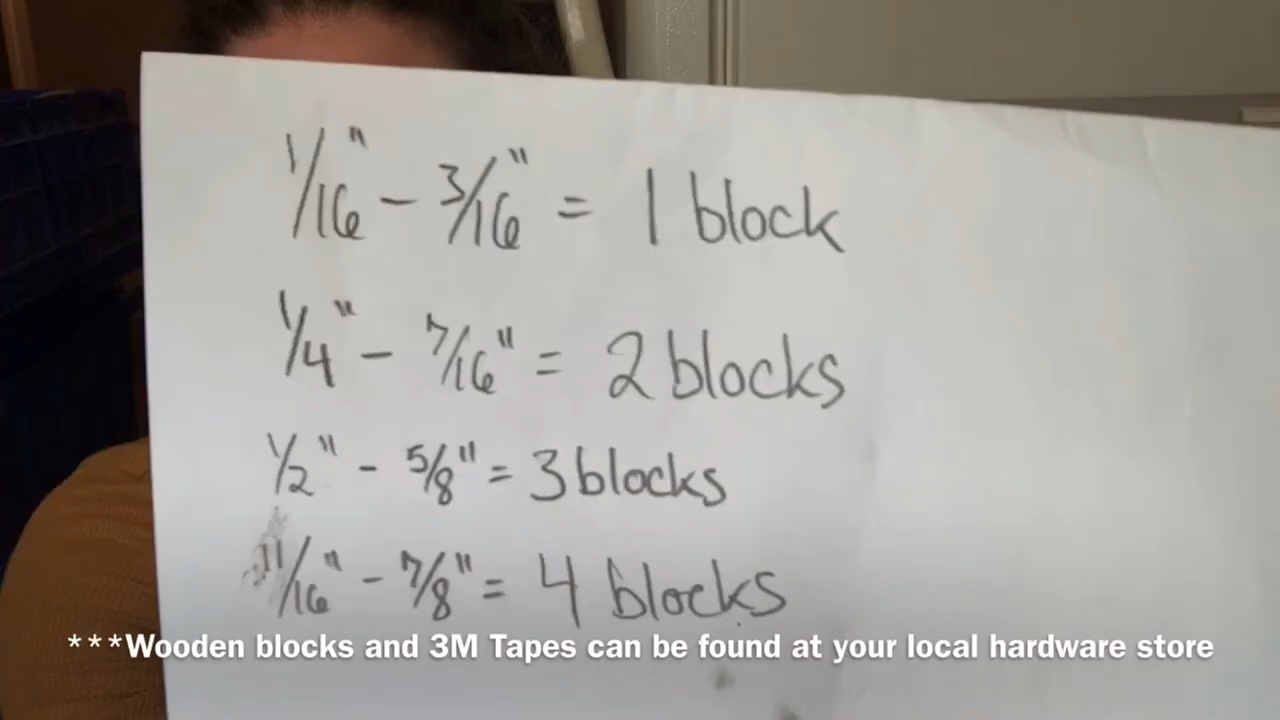 1/16" - 3/16" = 1 block
1/4" - 7/16" = 2 blocks
1/2" - 5/8" = 3 blocks
11/16" - 7/8" = 4 blocks
***Wooden blocks and 3M Tapes can be found at your local hardware store